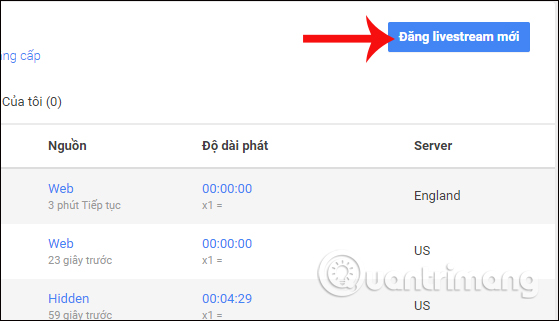 Đăng livestream mới
ng cấp
Của tôi (0)
Nguồn Độ dài phát Server
Web 00:00:00 England
3 phút Tiếp tục x1 =
Web 00:00:00 US
23 giây trước x1 =
Hidden 00:04:29 US
59 giây trước x1 =
Quantrimang